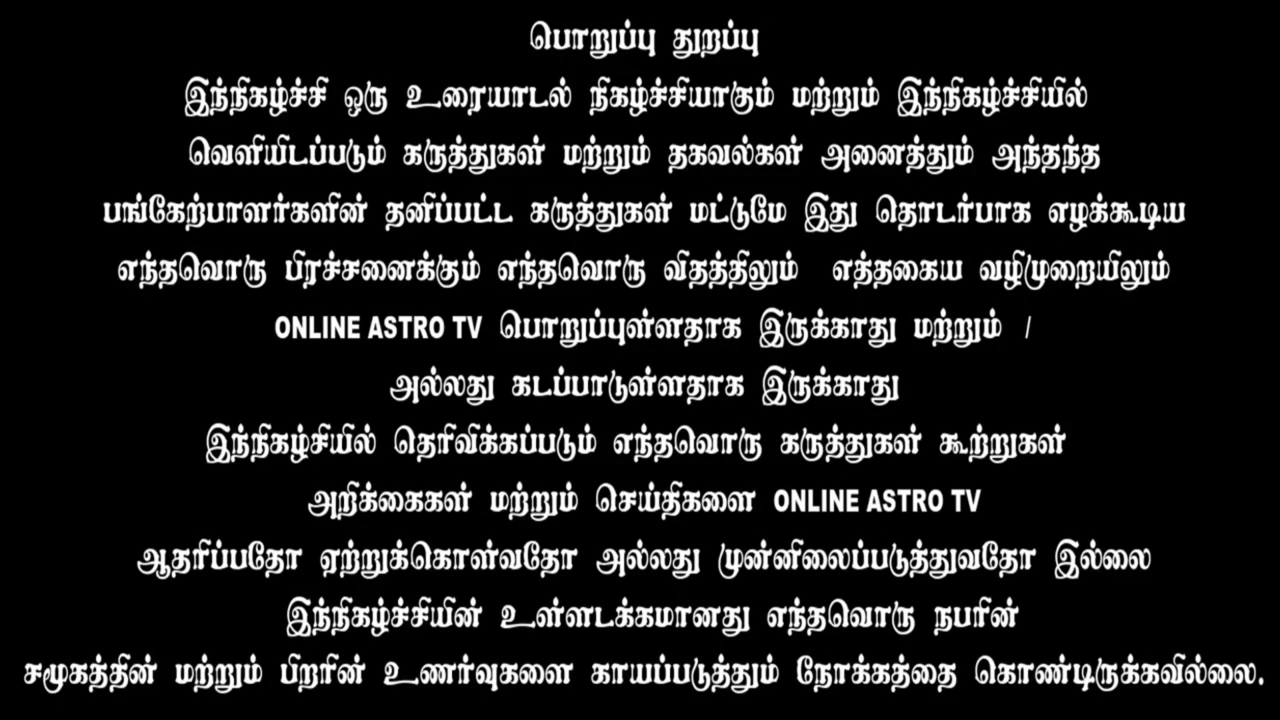 பொறுப்பு துறப்பு
இந்நிகழ்ச்சி ஒரு உரையாடல் நிகழ்ச்சியாகும் மற்றும் இந்நிகழ்ச்சியில்
வெளியிடப்படும் கருத்துகள் மற்றும் தகவல்கள் அனைத்தும் அந்தந்த
பங்கேற்பாளர்களின் தனிப்பட்ட கருத்துகள் மட்டுமே இது தொடர்பாக எழக்கூடிய
எந்தவொரு பிரச்சனைக்கும் எந்தவொரு விதத்திலும் எத்தகைய வழிமுறையிலும்
ONLINE ASTRO TV பொறுப்புள்ளதாக இருக்காது மற்றும் /
அல்லது கடப்பாடுள்ளதாக இருக்காது
இந்நிகழ்சியில் தெரிவிக்கப்படும் எந்தவொரு கருத்துகள் கூற்றுகள்
அறிக்கைகள் மற்றும் செய்திகளை ONLINE ASTRO TV
ஆதரிப்பதோ ஏற்றுக்கொள்வதோ அல்லது முன்னிலைப்படுத்துவதோ இல்லை
இந்நிகழ்ச்சியின் உள்ளடக்கமானது எந்தவொரு நபரின்
சமூகத்தின் மற்றும் பிறரின் உணர்வுகளை காயப்படுத்தும் நோக்கத்தை கொண்டிருக்கவில்லை.